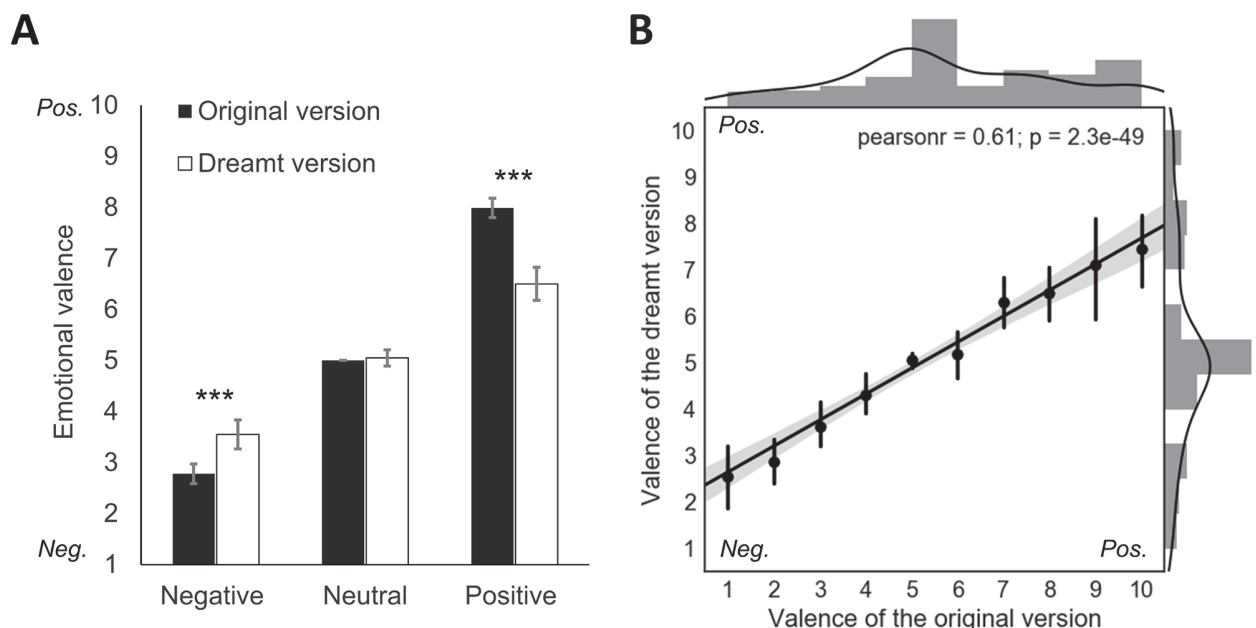 A
Pos. 10
9
8
7
6
5
4
3
2
Neg. 1
Emotional valence
Original version
Dreamt version
***
***
Negative Neutral Positive
B
Pos.
pearsonr = 0.61; p = 2.3e-49
10
9
8
7
6
5
4
3
2
1
Valence of the dreamt version
Neg. Pos.
1 2 3 4 5 6 7 8 9 10
Valence of the original version